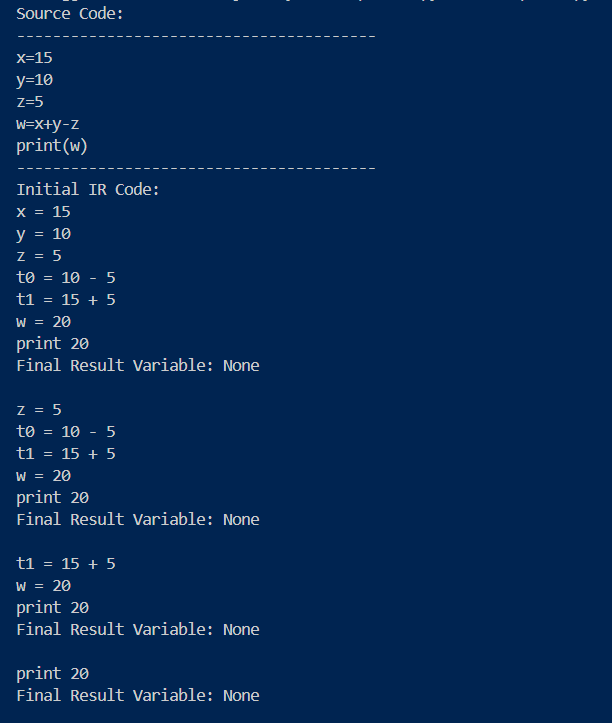 Source Code:
----------------------------------------
x=15
y=10
z=5
w=x+y-z
print(w)
----------------------------------------
Initial IR Code:
x = 15
y = 10
z = 5
t0 = 10 - 5
t1 = 15 + 5
w = 20
print 20
Final Result Variable: None
z = 5
t0 = 10 - 5
t1 = 15 + 5
w = 20
print 20
Final Result Variable: None
t1 = 15 + 5
w = 20
print 20
Final Result Variable: None
print 20
Final Result Variable: None